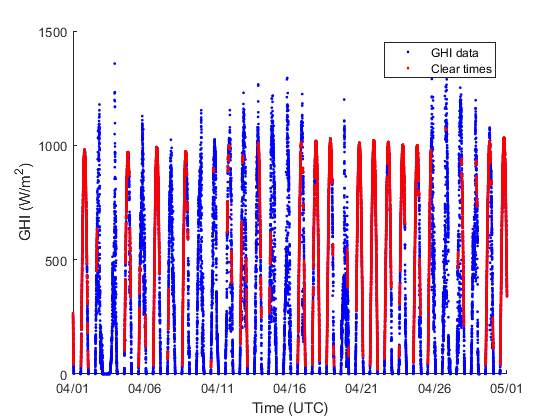 1500
1000
500
0
GHI (W/m²)
GHI data
Clear times
04/01 04/06 04/11 04/16 04/21 04/26 05/01
Time (UTC)